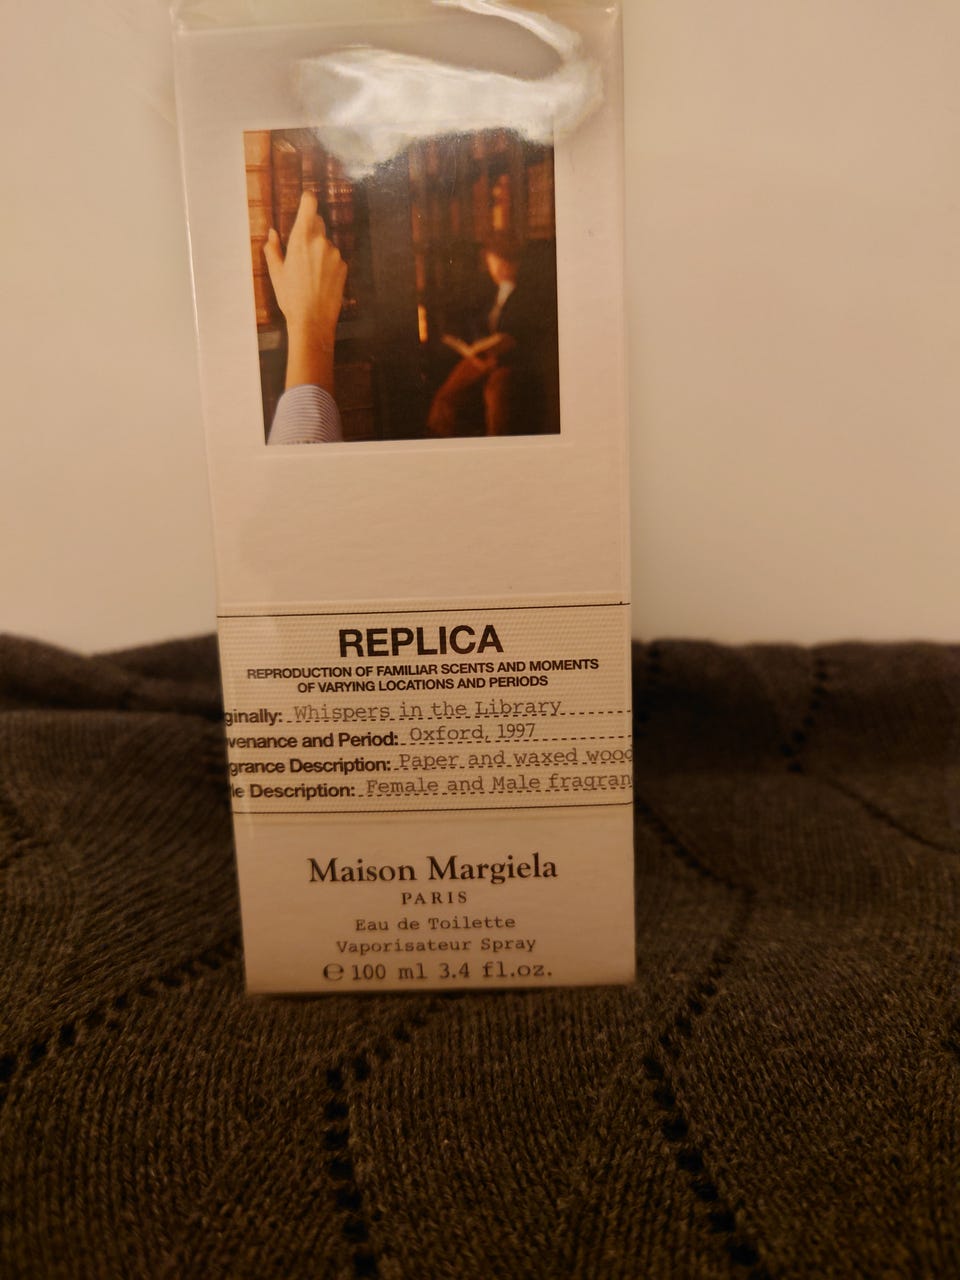 REPLICA
REPRODUCTION OF FAMILIAR SCENTS AND MOMENTS
OF VARYING LOCATIONS AND PERIODS
ginally: Whispers in the Library
venance and Period: Oxford, 1997
grance Description: Paper and waxed wood
le Description: Female and Male fragran
Maison Margiela
PARIS
Eau de Toilette
Vaporisateur Spray
℮ 100 ml 3.4 fl.oz.